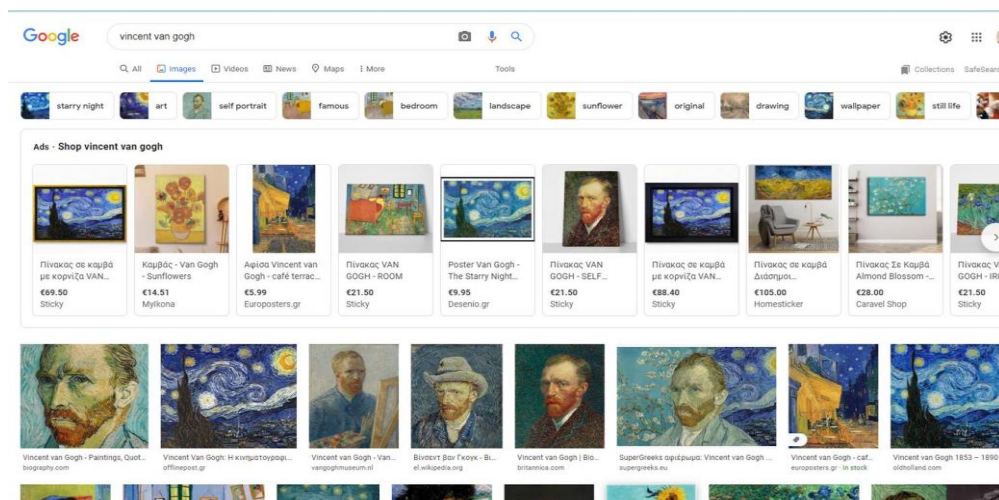 Google
vincent van gogh
All Images Videos News Maps More Tools
Collections SafeSearc
starry night art self portrait famous bedroom landscape sunflower original drawing wallpaper still life
Ads · Shop vincent van gogh
Πίνακας σε καμβά με κορνίζα VAN...
€69.50
Sticky
Καμβάς - Van Gogh - Sunflowers
€14.51
Mylkona
Αφίσα Vincent van Gogh - café terrac...
€5.99
Europosters.gr
Πίνακας VAN GOGH - ROOM
€21.50
Sticky
Poster Van Gogh - The Starry Night...
€9.95
Desenio.gr
Πίνακας VAN GOGH - SELF...
€21.50
Sticky
Πίνακας σε καμβά με κορνίζα VAN...
€88.40
Sticky
Πίνακας σε καμβά Διάσημοι...
€105.00
Homesticker
Πίνακας Σε Καμβά Almond Blossom -...
€28.00
Caravel Shop
Πίνακας V
GOGH - IRI
€21.50
Sticky
Vincent van Gogh - Paintings, Quot...
biography.com
Vincent Van Gogh: Η κινηματογραφι...
offlinepost.gr
Vincent van Gogh - Van...
vangoghmuseum.nl
Βίνσεντ βαν Γκογκ - Βι...
el.wikipedia.org
Vincent van Gogh | Bio...
britannica.com
SuperGreeks αφιέρωμα: Vincent van Gogh ...
supergreeks.eu
Vincent van Gogh - caf...
europosters.gr · In stock
Vincent van Gogh 1853 – 1890
oldholland.com